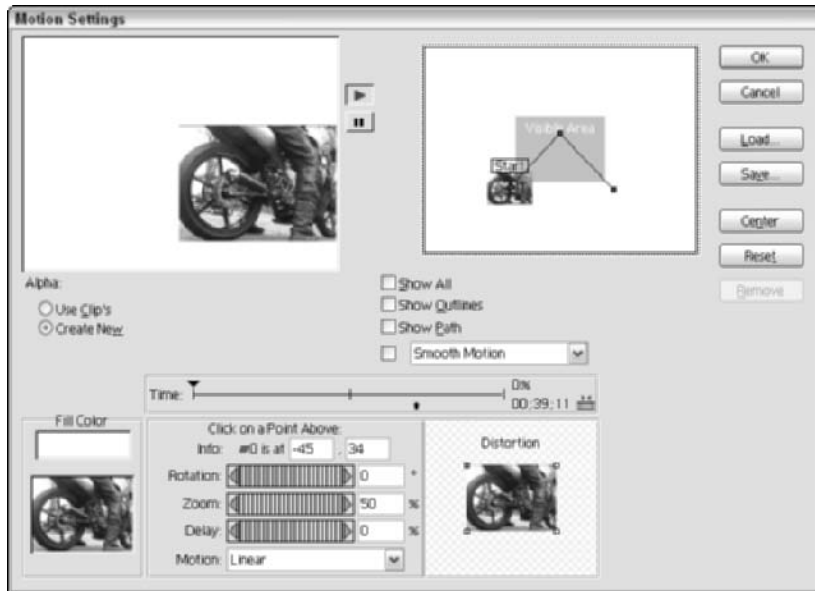 Motion Settings
OK
Cancel
Visible Area
Load...
Start
Save...
Center
Reset
Remove
Alpha:
Use Clip's
Create New
Show All
Show Outlines
Show Path
Smooth Motion
Time:
0%
00;39;11
Fill Color
Click on a Point Above:
Info: #0 is at -45 , 34
Rotation: 0 °
Zoom: 50 %
Delay: 0 %
Motion: Linear
Distortion